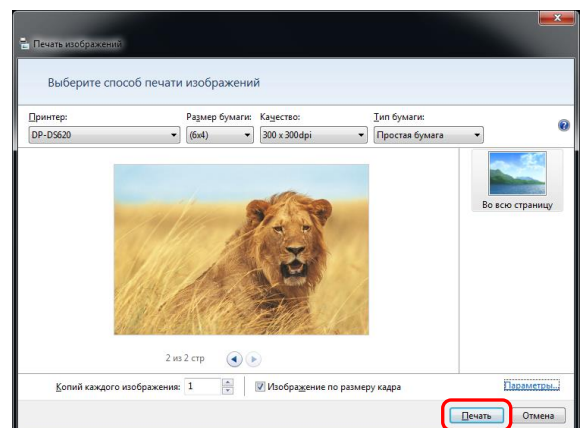 Печать изображений
Выберите способ печати изображений
Принтер: Размер бумаги: Качество: Тип бумаги:
DP-DS620 (6x4) 300 x 300dpi Простая бумага
Во всю страницу
2 из 2 стр
Копий каждого изображения: 1 Изображение по размеру кадра Параметры...
Печать Отмена